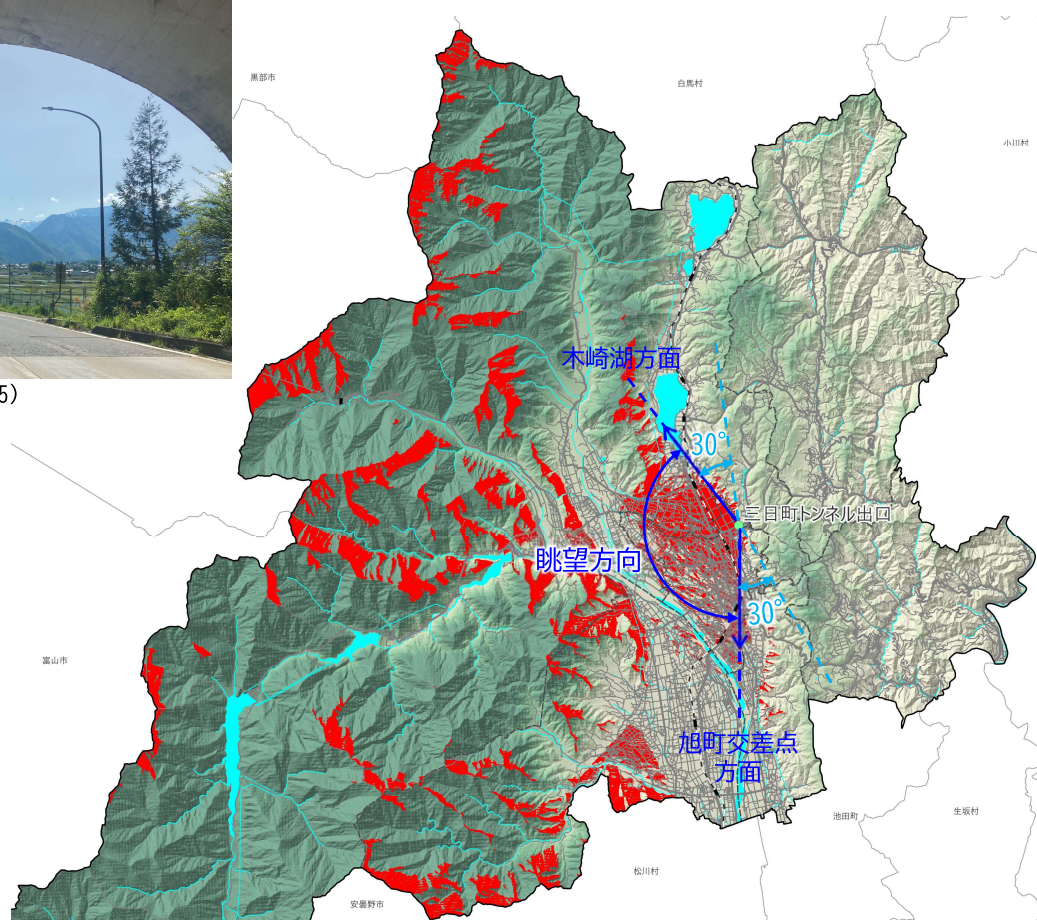 黒部市
白馬村
小川村
5)
木崎湖方面
30°
三日町トンネル出口
眺望方向
30°
富山市
旭町交差点
方面
池田町
生坂村
松川村
安曇野市